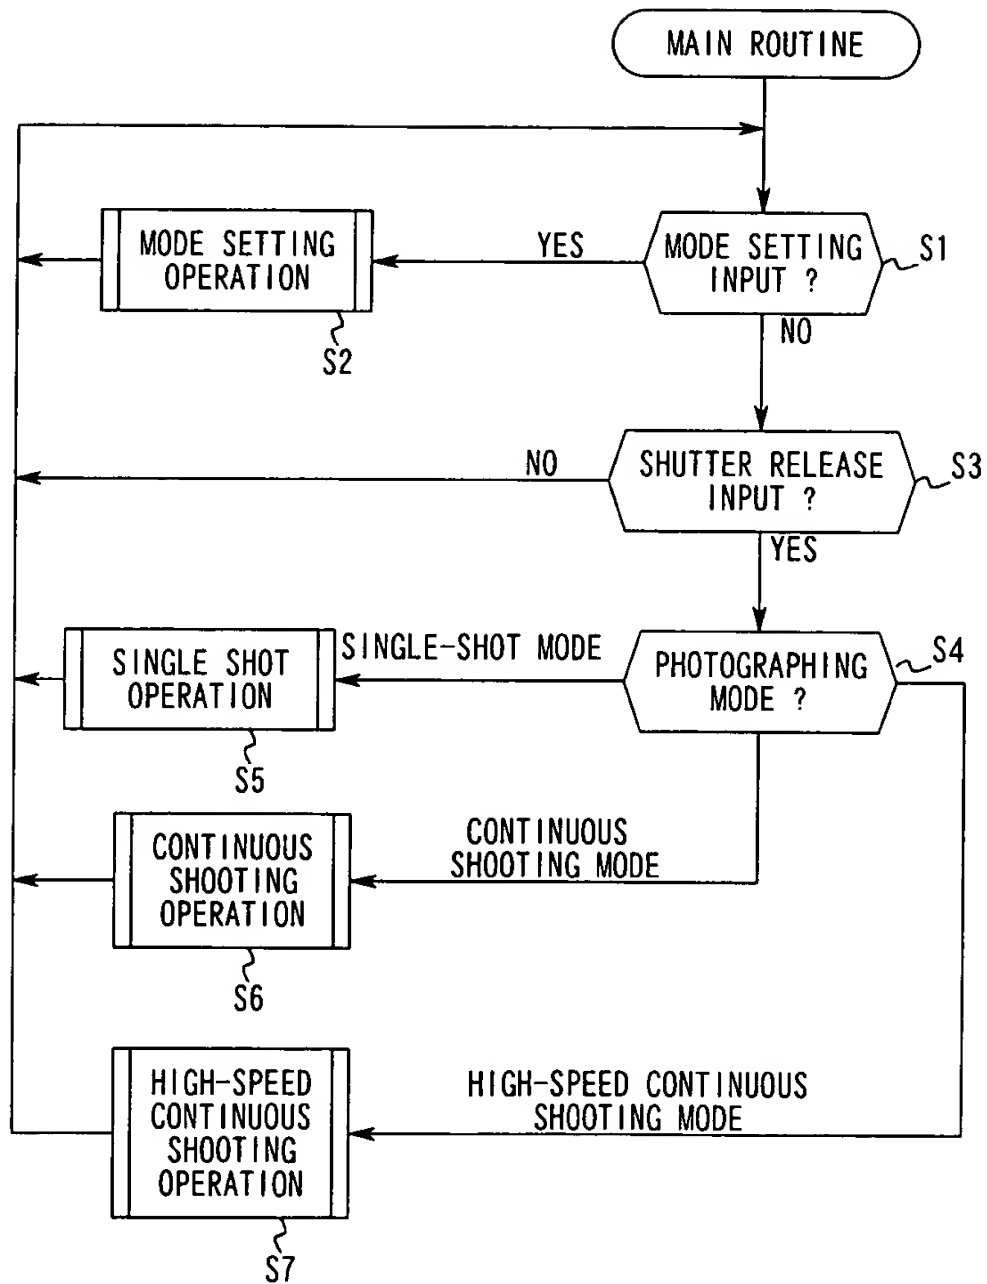 MAIN ROUTINE
MODE SETTING
INPUT ?
S1
YES
MODE SETTING
OPERATION
S2
NO
SHUTTER RELEASE
INPUT ?
S3
NO
YES
PHOTOGRAPHING
MODE ?
S4
SINGLE-SHOT MODE
SINGLE SHOT
OPERATION
S5
CONTINUOUS
SHOOTING MODE
CONTINUOUS
SHOOTING
OPERATION
S6
HIGH-SPEED CONTINUOUS
SHOOTING MODE
HIGH-SPEED
CONTINUOUS
SHOOTING
OPERATION
S7